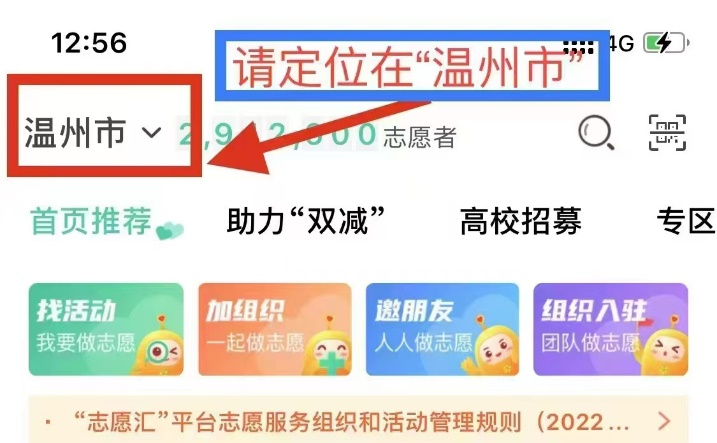 12:56
4G
请定位在“温州市”
温州市
志愿者
首页推荐
助力“双减”
高校招募
专区
找活动
我要做志愿
加组织
一起做志愿
邀朋友
人人做志愿
组织入驻
团队做志愿
· “志愿汇”平台志愿服务组织和活动管理规则（2022...